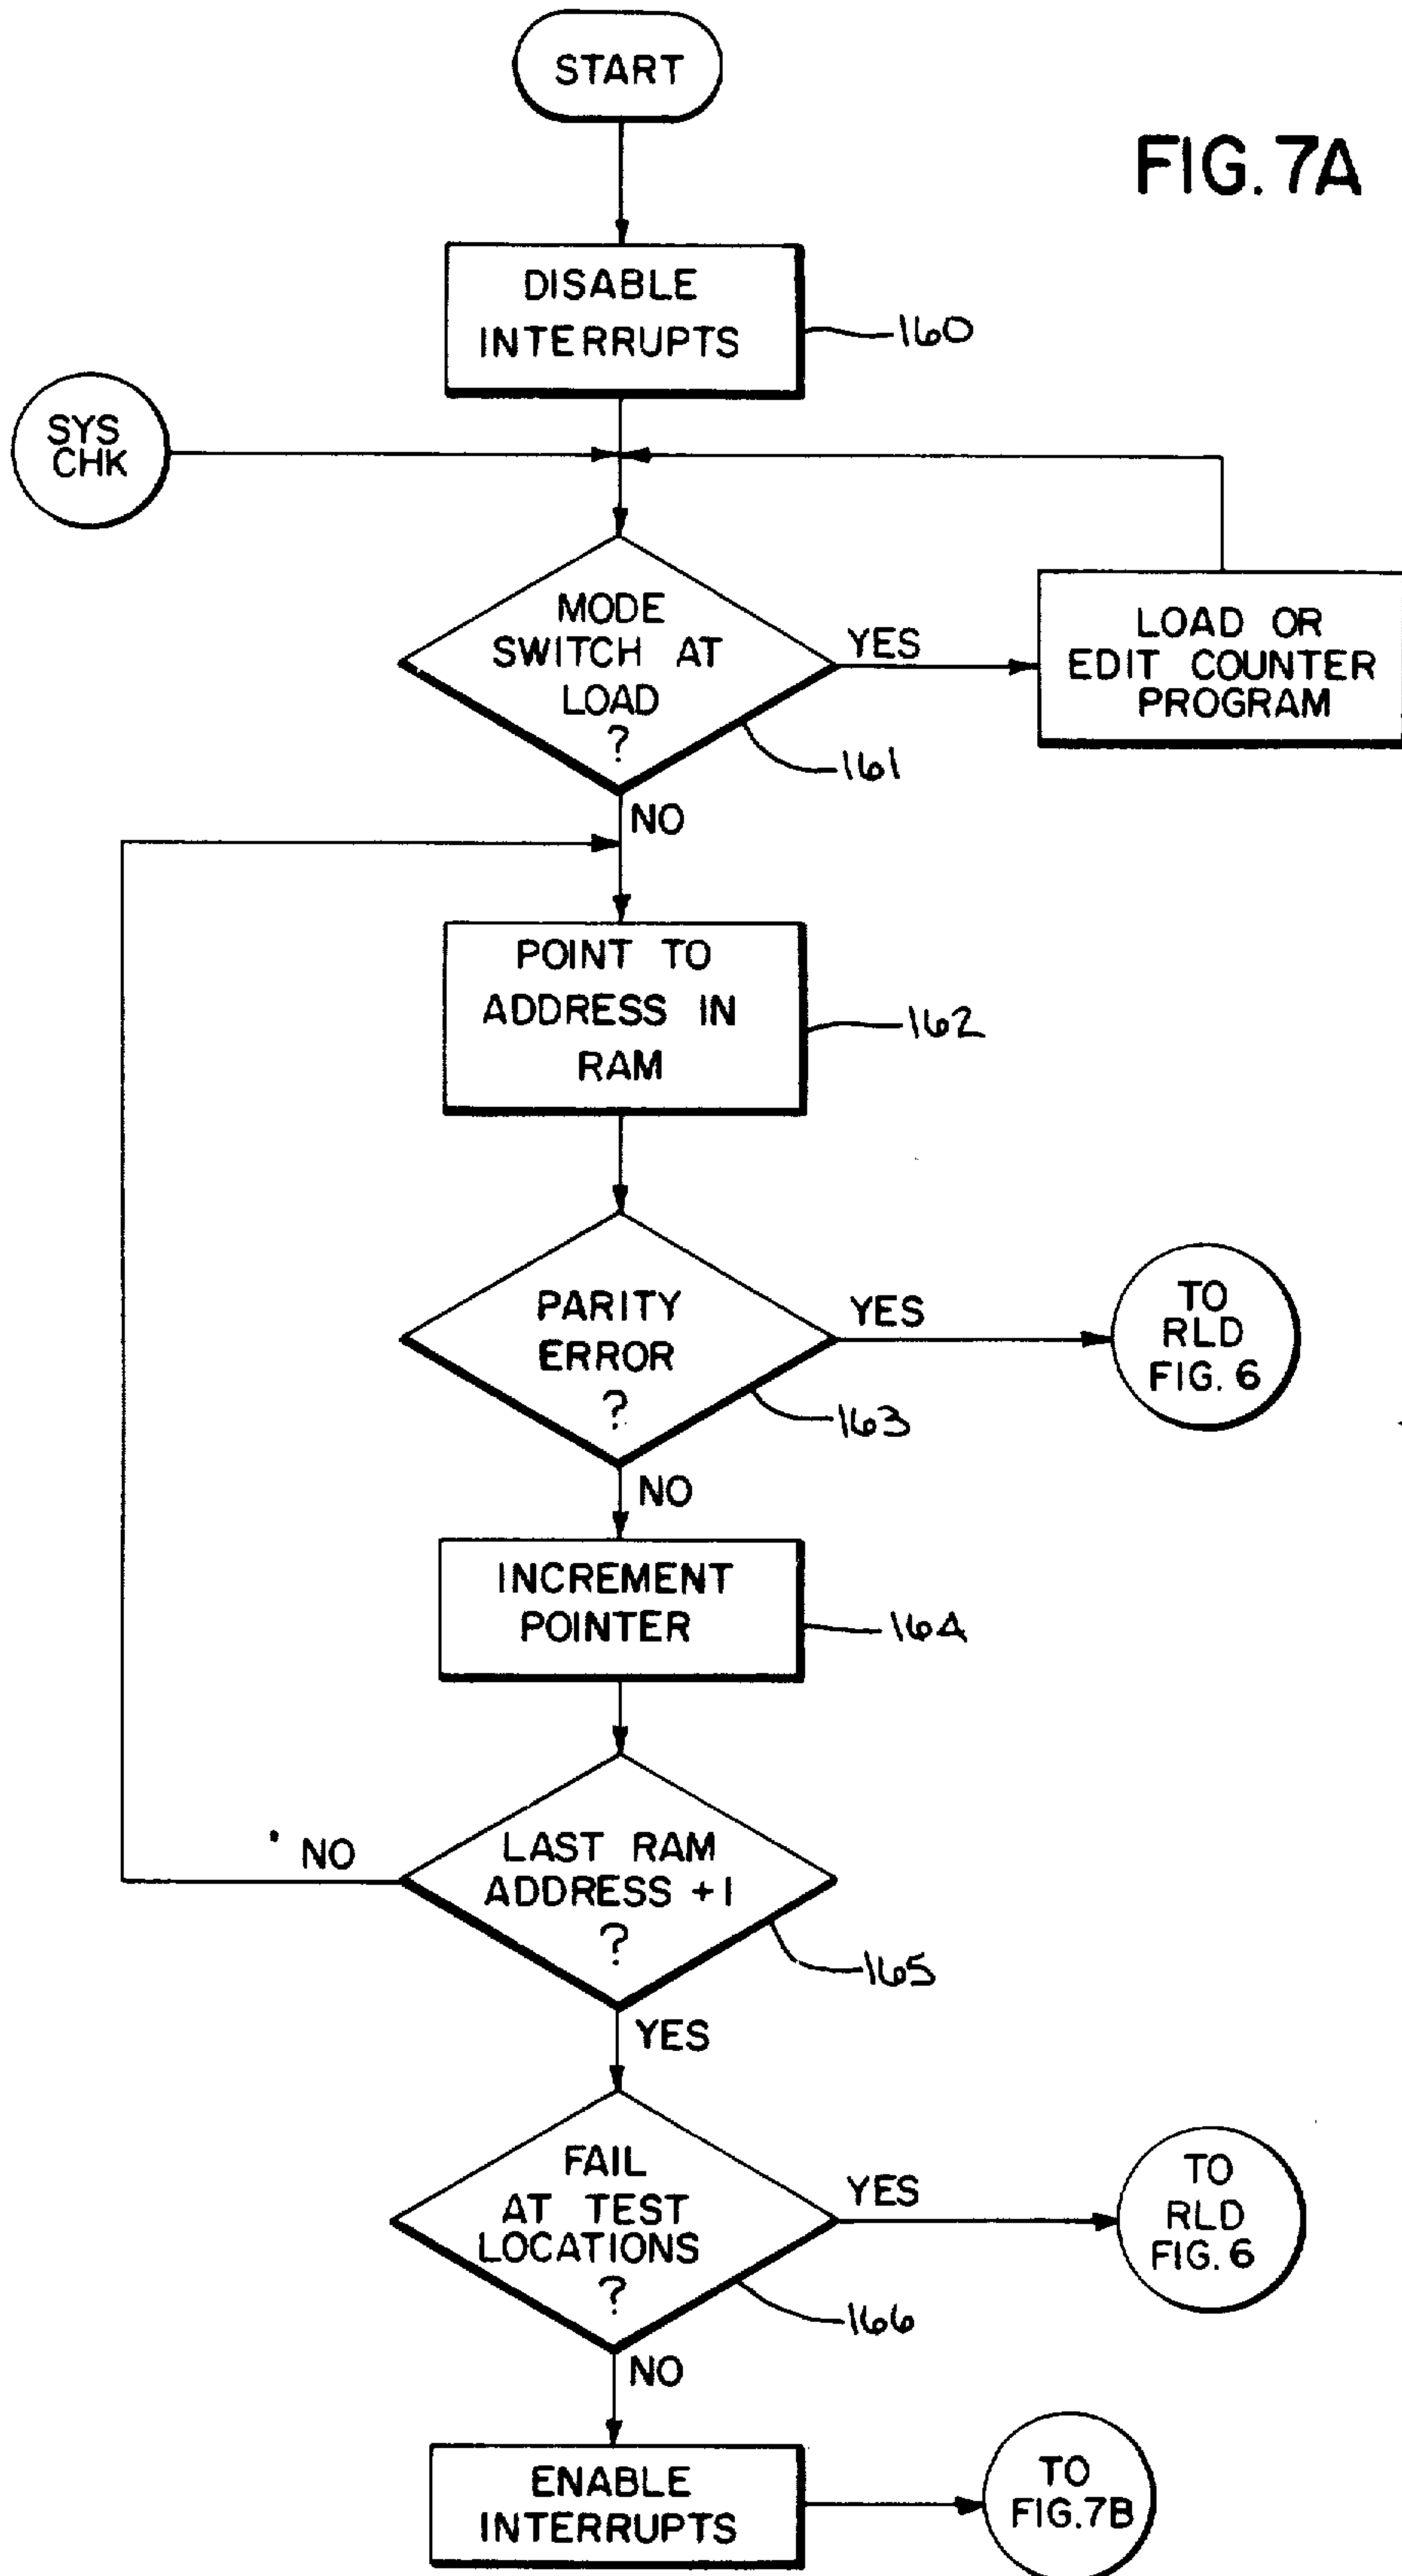 START
FIG. 7A
DISABLE
INTERRUPTS
160
SYS
CHK
MODE
SWITCH AT
LOAD
?
YES
LOAD OR
EDIT COUNTER
PROGRAM
161
NO
POINT TO
ADDRESS IN
RAM
162
PARITY
ERROR
?
YES
TO
RLD
FIG. 6
163
NO
INCREMENT
POINTER
164
LAST RAM
ADDRESS +1
?
NO
165
YES
FAIL
AT TEST
LOCATIONS
?
YES
TO
RLD
FIG. 6
166
NO
ENABLE
INTERRUPTS
TO
FIG. 7B